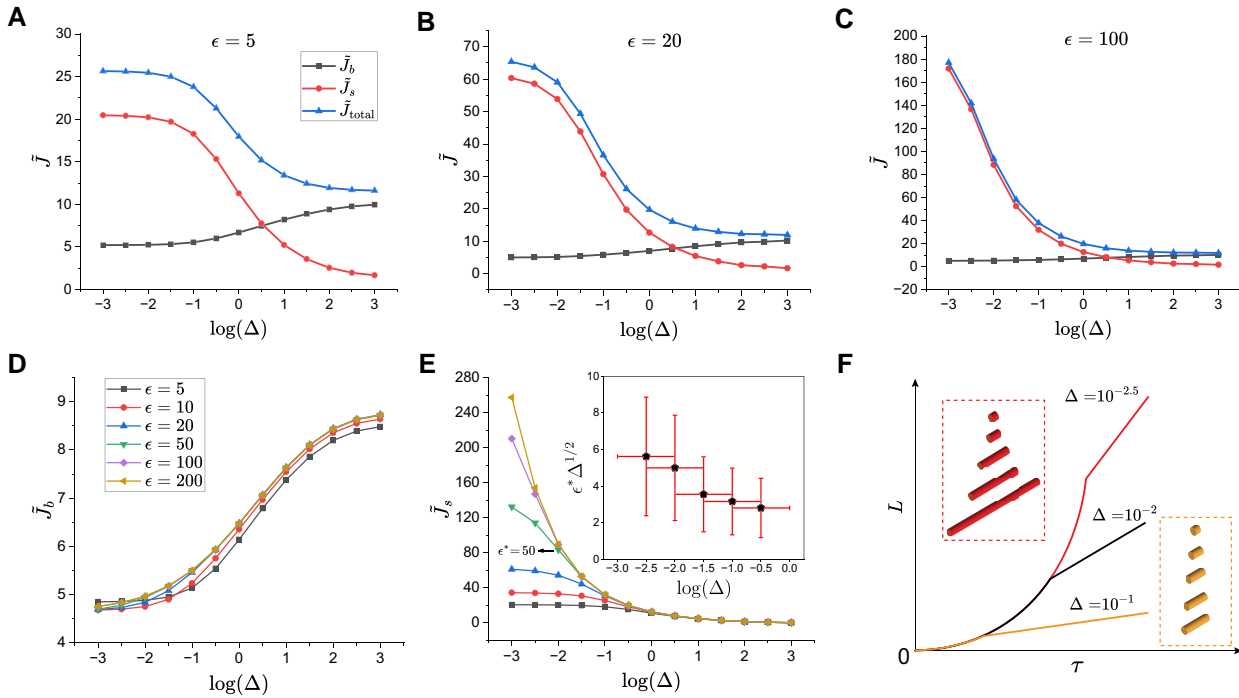 A
ϵ = 5
J̃_b
J̃_s
J̃_total
J̃
30
25
20
15
10
5
0
−3 −2 −1 0 1 2 3
log(Δ)
B
ϵ = 20
J̃
70
60
50
40
30
20
10
0
−3 −2 −1 0 1 2 3
log(Δ)
C
ϵ = 100
J̃
200
180
160
140
120
100
80
60
40
20
0
−20
−3 −2 −1 0 1 2 3
log(Δ)
D
ϵ = 5
ϵ = 10
ϵ = 20
ϵ = 50
ϵ = 100
ϵ = 200
J̃_b
9
8
7
6
5
4
−3 −2 −1 0 1 2 3
log(Δ)
E
J̃_s
280
240
200
160
120
80
40
0
ϵ* = 50
−3 −2 −1 0 1 2 3
log(Δ)
ϵ*Δ^{1/2}
10
8
6
4
2
0
−3.0 −2.5 −2.0 −1.5 −1.0 −0.5 0.0
log(Δ)
F
L
Δ =10^{−2.5}
Δ =10^{−2}
Δ =10^{−1}
0
τ